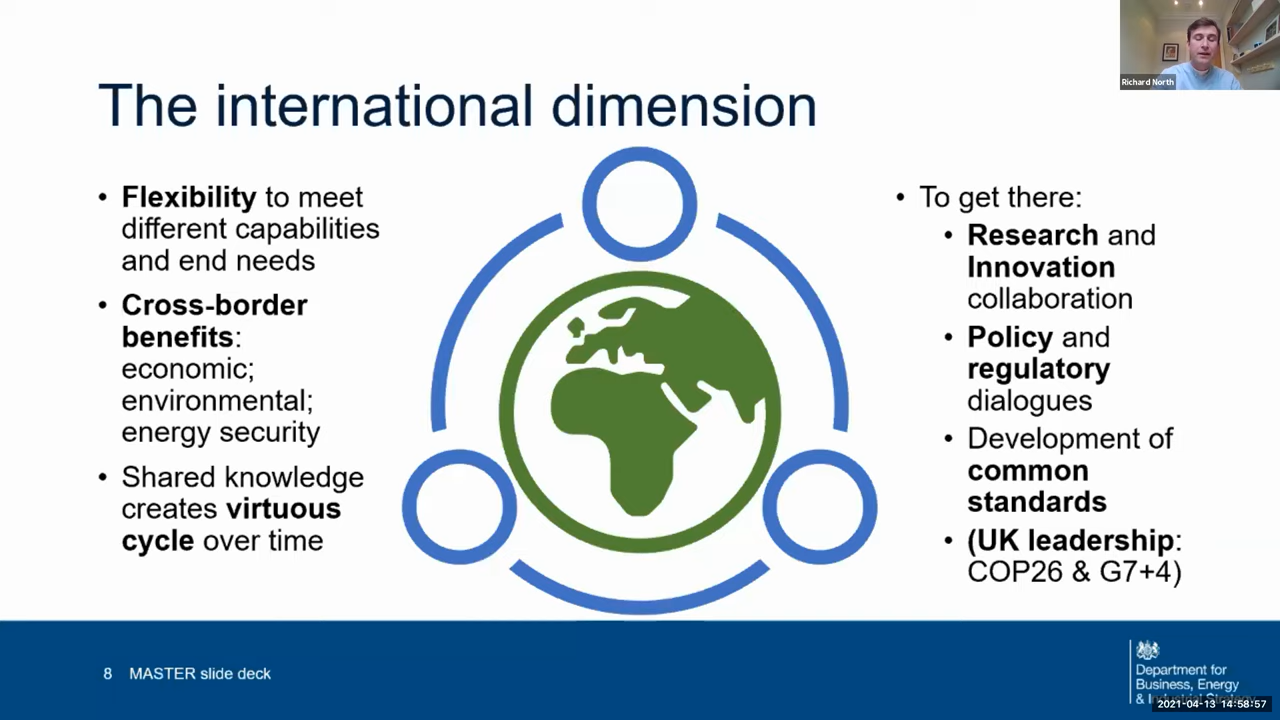 Richard North
The international dimension
• Flexibility to meet
different capabilities
and end needs
• Cross-border
benefits:
economic;
environmental;
energy security
• Shared knowledge
creates virtuous
cycle over time
• To get there:
• Research and
Innovation
collaboration
• Policy and
regulatory
dialogues
• Development of
common
standards
• (UK leadership:
COP26 & G7+4)
8 MASTER slide deck
Department for
Business, Energy
& Industrial Strategy
2021-04-13 14:58:57